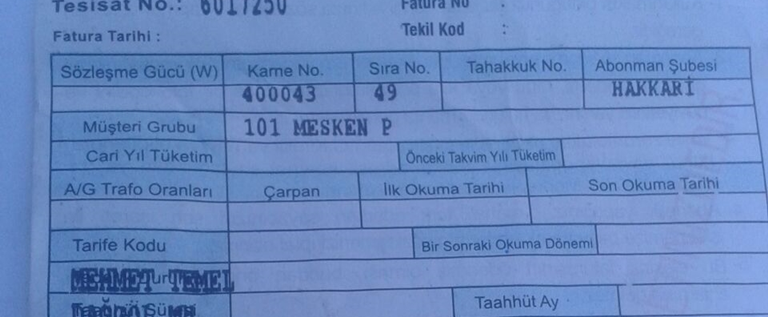 Tesisat No.: 6017250 Fatura No :
Fatura Tarihi : Tekil Kod :
Sözleşme Gücü (W) Karne No. Sıra No. Tahakkuk No. Abonman Şubesi
400043 49 HAKKARİ
Müşteri Grubu 101 MESKEN P
Cari Yıl Tüketim Önceki Takvim Yılı Tüketim
A/G Trafo Oranları Çarpan İlk Okuma Tarihi Son Okuma Tarihi
Tarife Kodu Bir Sonraki Okuma Dönemi
MEHMET TEMEL
Taahhüt Ay